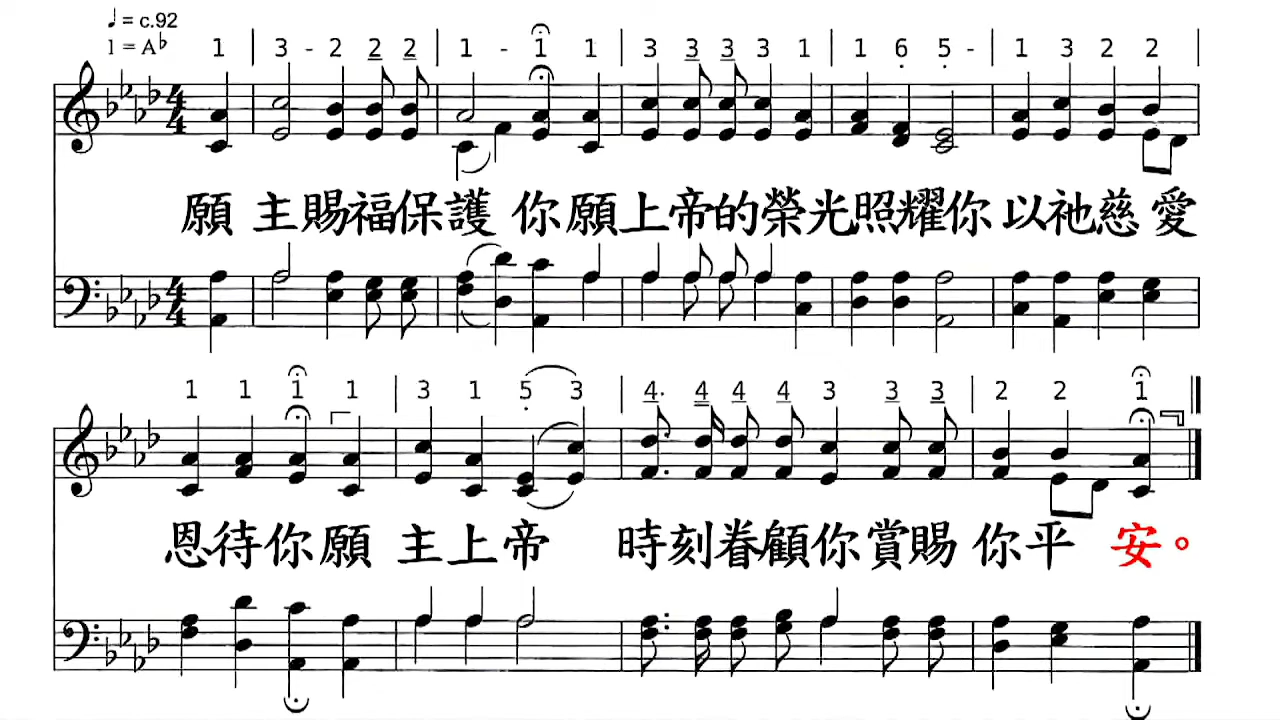 ♩ = c.92
1 = A♭ 1 | 3 - 2 2 2 | 1 - 1 1 | 3 3 3 3 1 | 1 6 5 - | 1 3 2 2 |
4 4
願 主賜福保護 你願上帝的榮光照耀你以祂慈愛
4 4
1 1 1 1 | 3 1 5 3 | 4. 4 4 4 3 3 3 | 2 2 1 ||
恩待你願 主上帝 時刻眷顧你賞賜 你平 安。